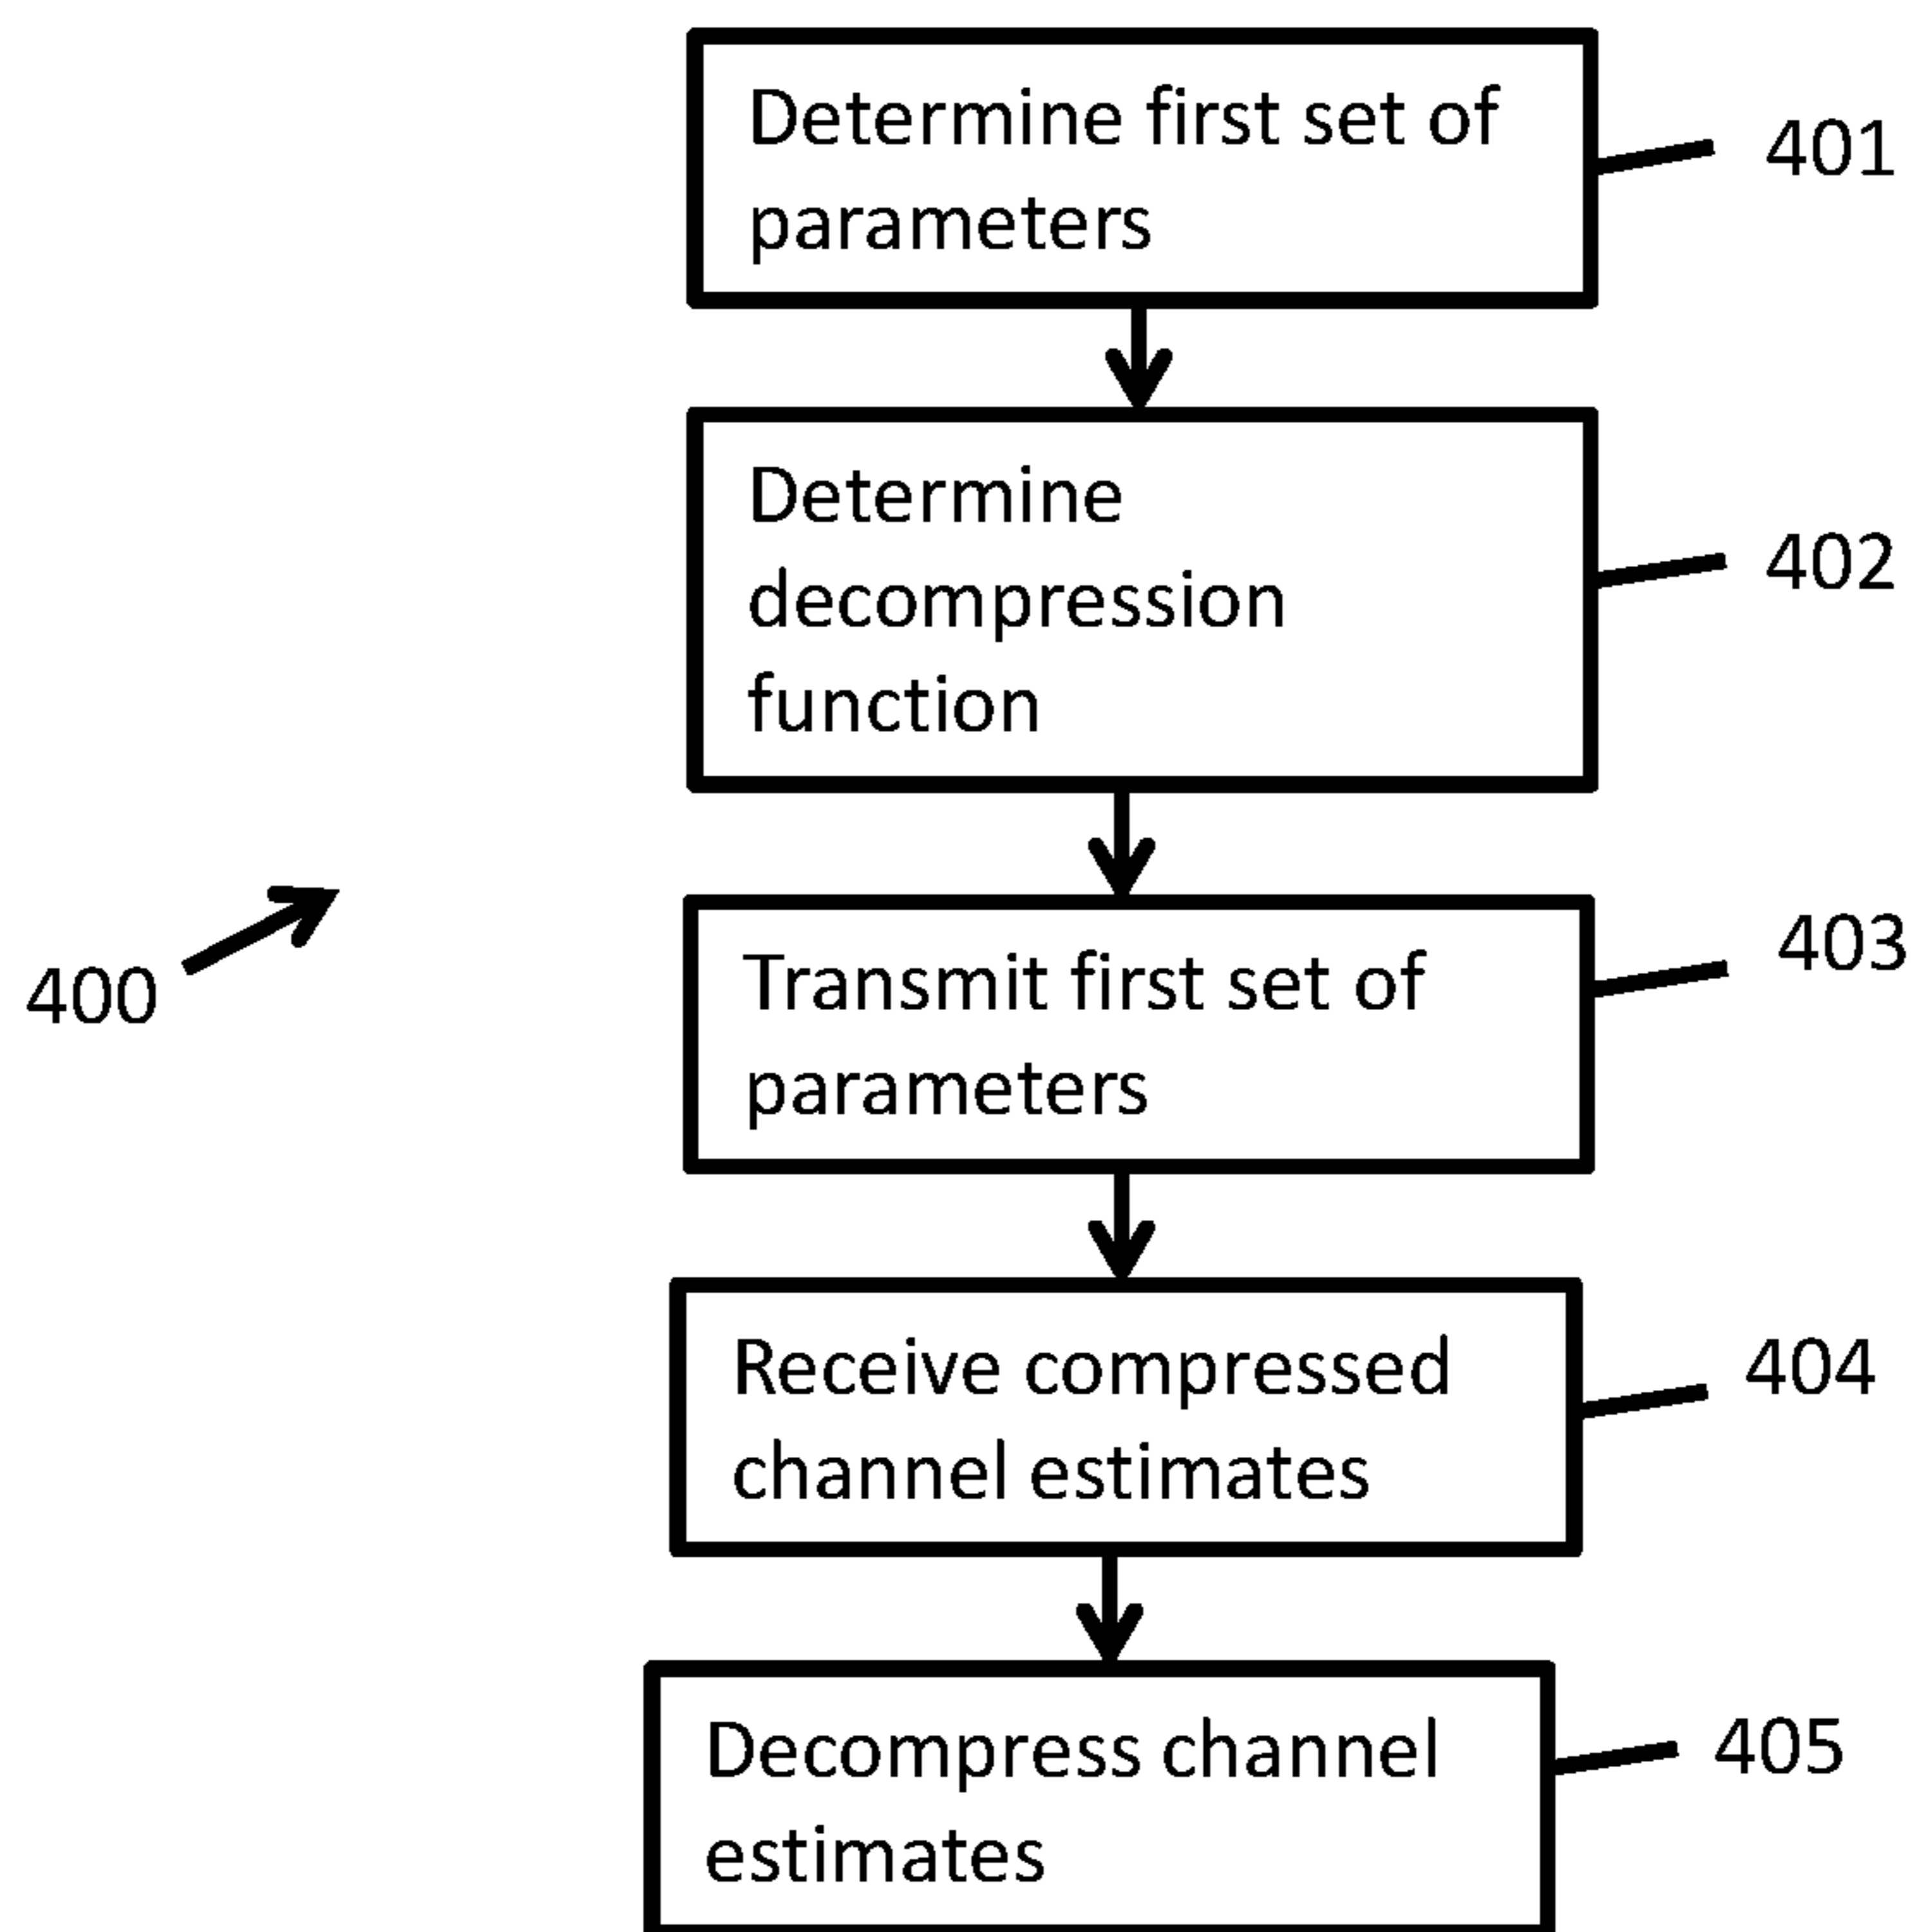 Determine first set of
parameters
401
Determine
decompression
function
402
400
Transmit first set of
parameters
403
Receive compressed
channel estimates
404
Decompress channel
estimates
405